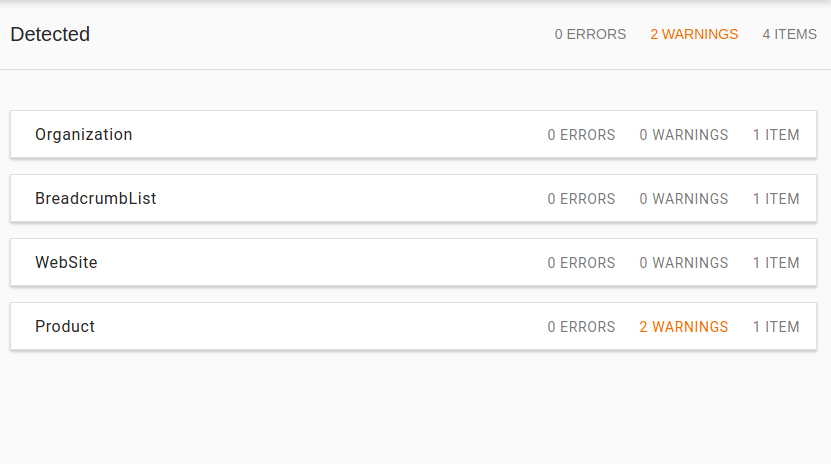 Detected 0 ERRORS 2 WARNINGS 4 ITEMS
Organization 0 ERRORS 0 WARNINGS 1 ITEM
BreadcrumbList 0 ERRORS 0 WARNINGS 1 ITEM
WebSite 0 ERRORS 0 WARNINGS 1 ITEM
Product 0 ERRORS 2 WARNINGS 1 ITEM